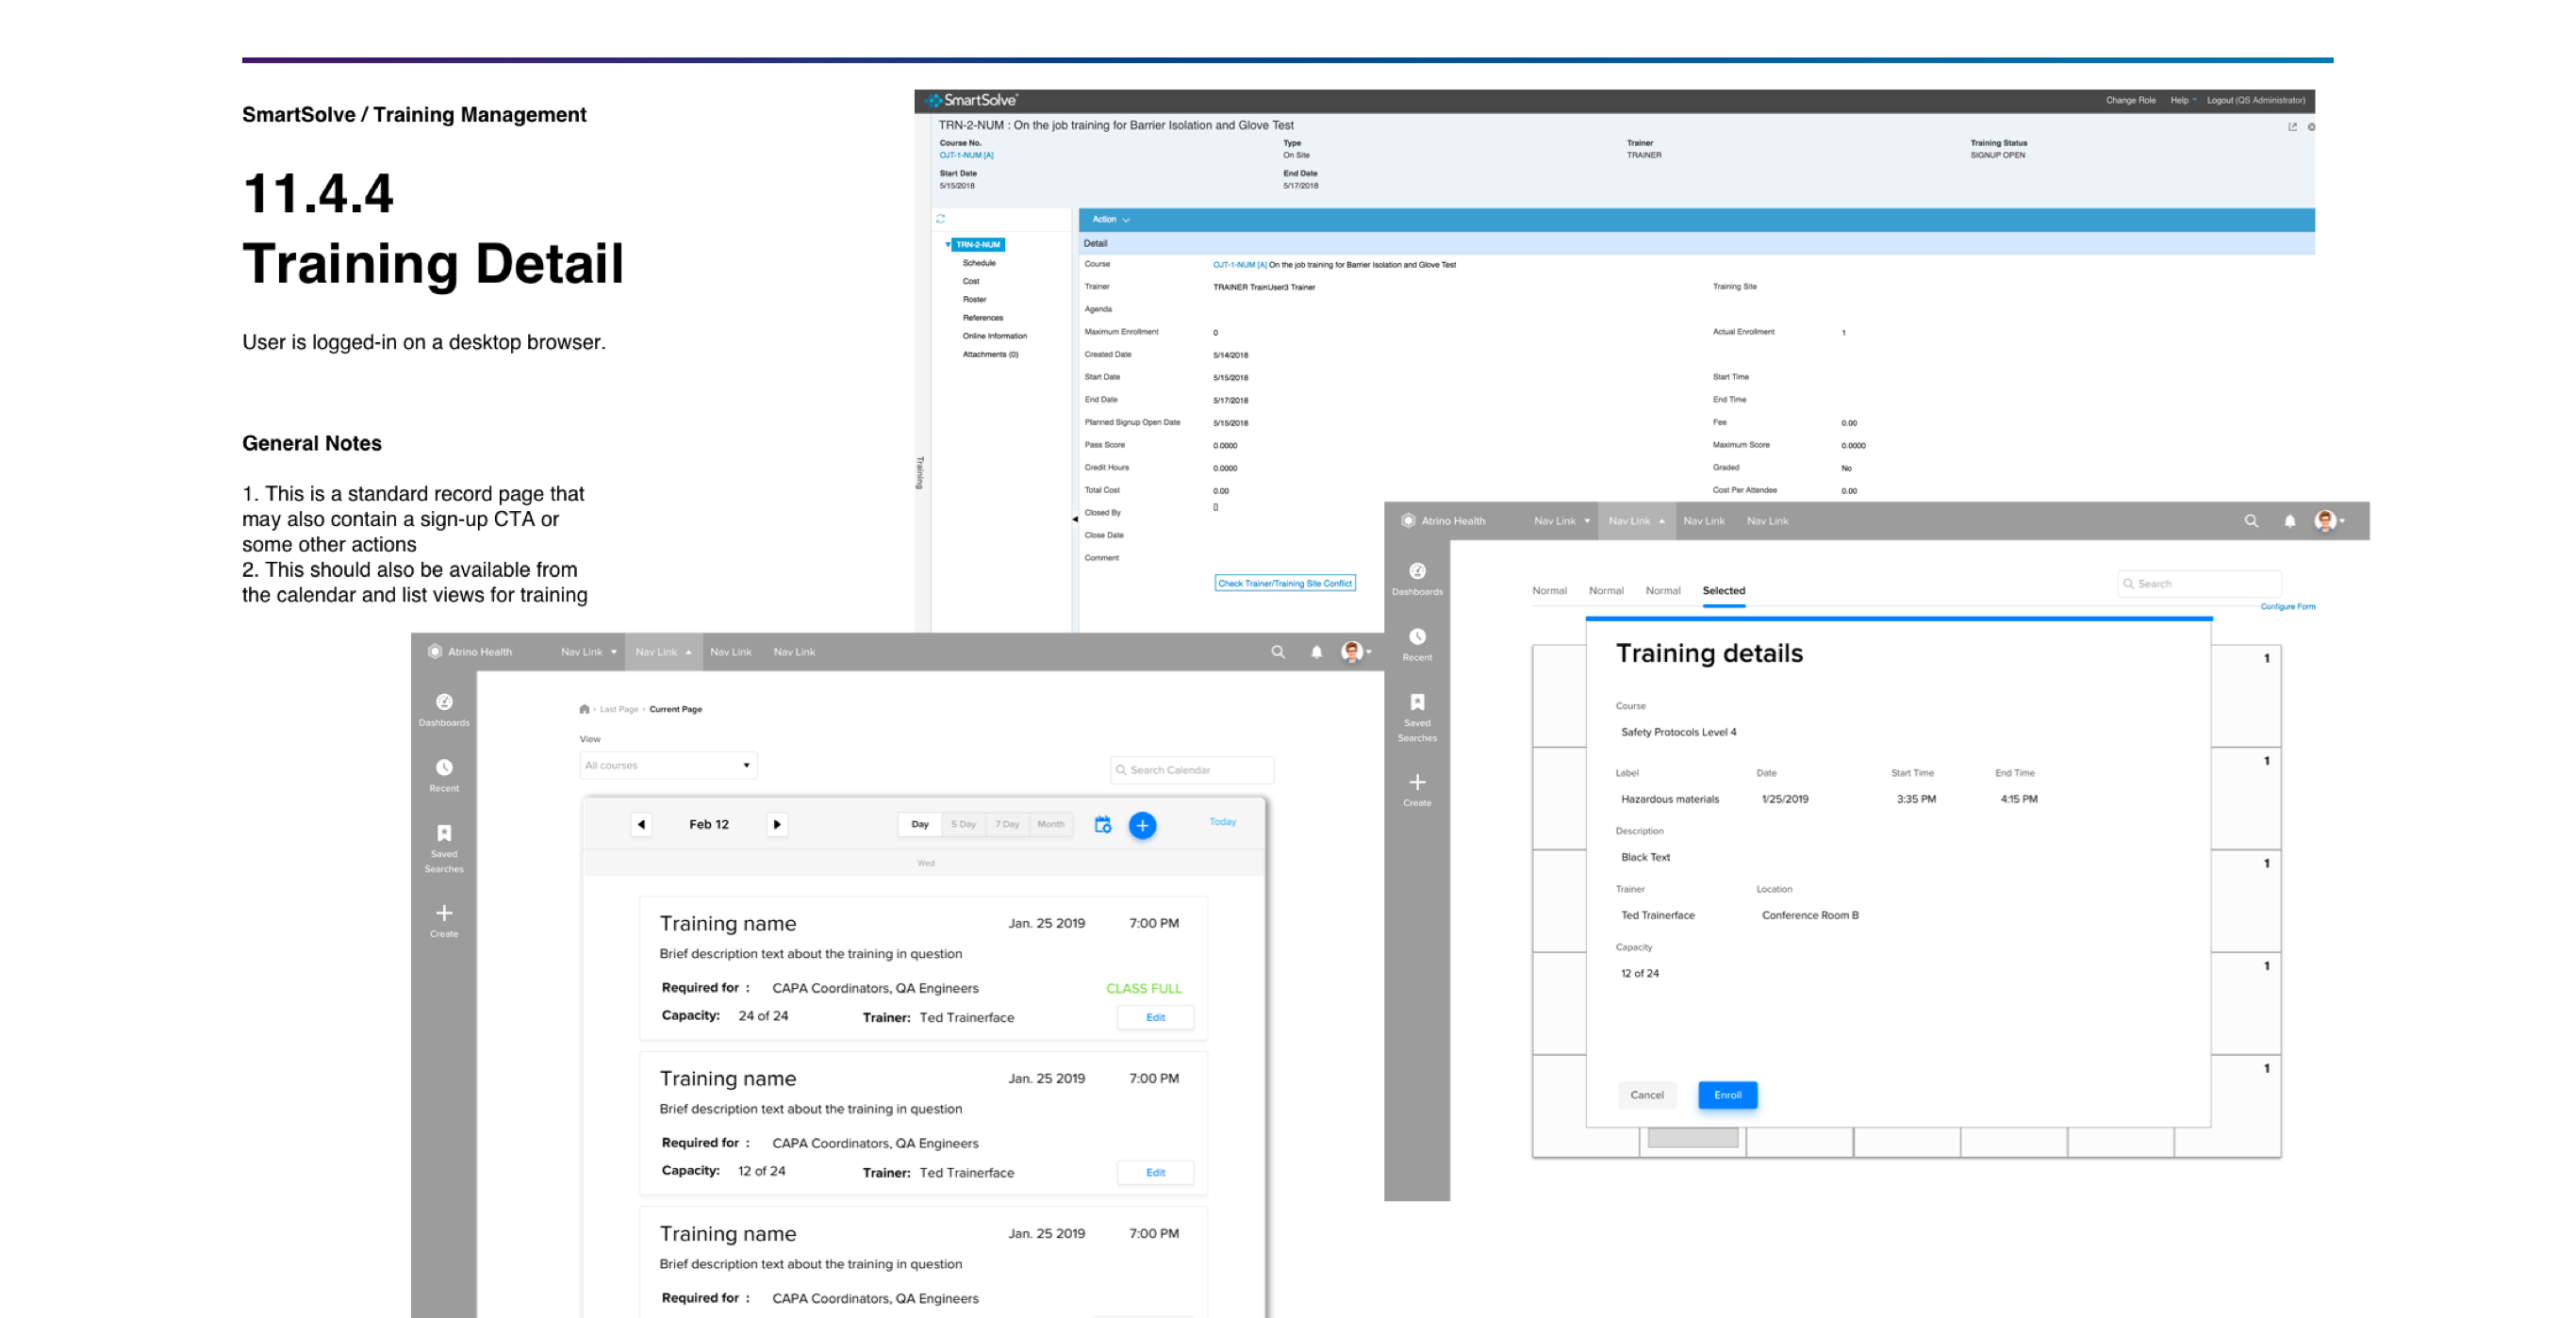 SmartSolve / Training Management
11.4.4
Training Detail
User is logged-in on a desktop browser.
General Notes
1. This is a standard record page that
may also contain a sign-up CTA or
some other actions
2. This should also be available from
the calendar and list views for training
SmartSolve
Change Role Help Logout (QS Administrator)
TRN-2-NUM : On the job training for Barrier Isolation and Glove Test
Course No. Type Trainer Training Status
OJT-1-NUM [A] On Site TRAINER SIGNUP OPEN
Start Date End Date
5/15/2018 5/17/2018
Training
TRN-2-NUM
Schedule
Cost
Roster
References
Online Information
Attachments (0)
Action
Detail
Course OJT-1-NUM [A] On the job training for Barrier Isolation and Glove Test
Trainer TRAINER TrainUser3 Trainer Training Site
Agenda
Maximum Enrollment 0 Actual Enrollment 1
Created Date 5/14/2018
Start Date 5/15/2018 Start Time
End Date 5/17/2018 End Time
Planned Signup Open Date 5/15/2018 Fee 0.00
Pass Score 0.0000 Maximum Score 0.0000
Credit Hours 0.0000 Graded No
Total Cost 0.00 Cost Per Attendee 0.00
Closed By []
Close Date
Comment
Check Trainer/Training Site Conflict
Atrino Health Nav Link Nav Link Nav Link Nav Link
Dashboards
Recent
Saved
Searches
Create
Last Page Current Page
View
All courses
Search Calendar
Feb 12 Day 5 Day 7 Day Month Today
Wed
Training name Jan. 25 2019 7:00 PM
Brief description text about the training in question
Required for : CAPA Coordinators, QA Engineers CLASS FULL
Capacity: 24 of 24 Trainer: Ted Trainerface Edit
Training name Jan. 25 2019 7:00 PM
Brief description text about the training in question
Required for : CAPA Coordinators, QA Engineers
Capacity: 12 of 24 Trainer: Ted Trainerface Edit
Training name Jan. 25 2019 7:00 PM
Brief description text about the training in question
Required for : CAPA Coordinators, QA Engineers
Atrino Health Nav Link Nav Link Nav Link Nav Link
Dashboards
Recent
Saved
Searches
Create
Normal Normal Normal Selected
Search
Configure Form
Training details
Course
Safety Protocols Level 4
Label Date Start Time End Time
Hazardous materials 1/25/2019 3:35 PM 4:15 PM
Description
Black Text
Trainer Location
Ted Trainerface Conference Room B
Capacity
12 of 24
Cancel Enroll
1
1
1
1
1